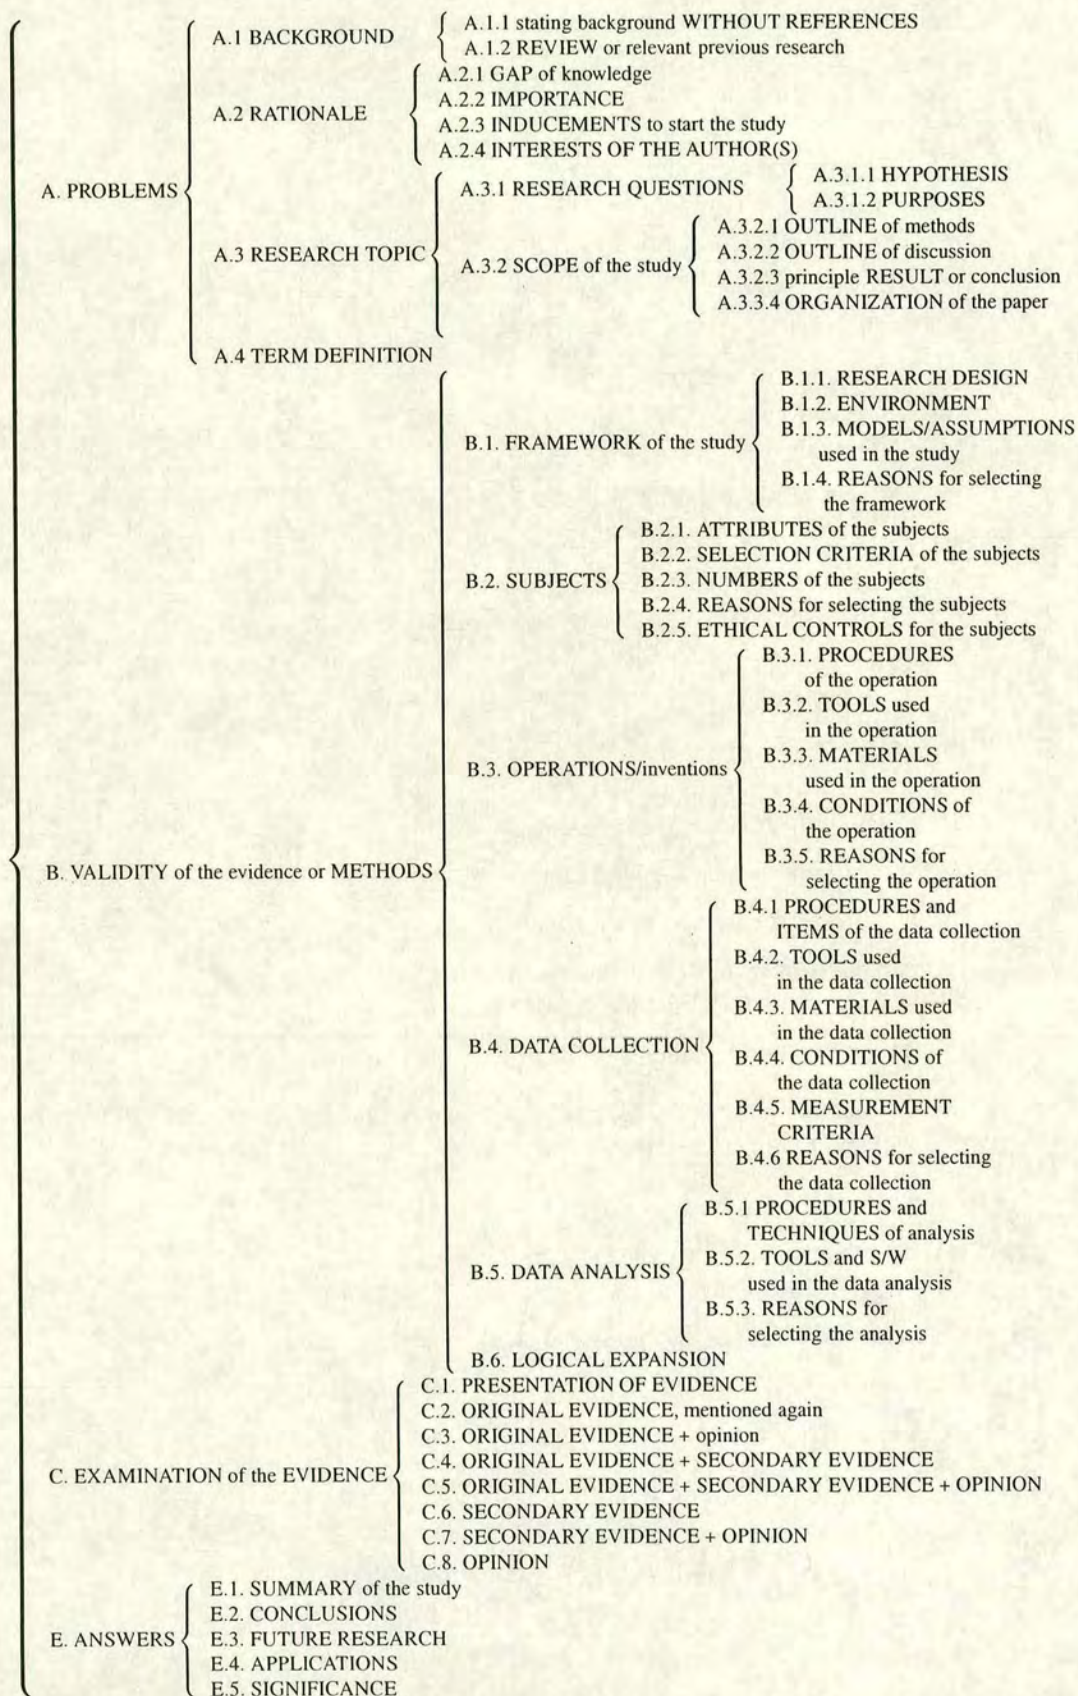 A. PROBLEMS
A.1 BACKGROUND
A.1.1 stating background WITHOUT REFERENCES
A.1.2 REVIEW or relevant previous research
A.2 RATIONALE
A.2.1 GAP of knowledge
A.2.2 IMPORTANCE
A.2.3 INDUCEMENTS to start the study
A.2.4 INTERESTS OF THE AUTHOR(S)
A.3 RESEARCH TOPIC
A.3.1 RESEARCH QUESTIONS
A.3.1.1 HYPOTHESIS
A.3.1.2 PURPOSES
A.3.2 SCOPE of the study
A.3.2.1 OUTLINE of methods
A.3.2.2 OUTLINE of discussion
A.3.2.3 principle RESULT or conclusion
A.3.3.4 ORGANIZATION of the paper
A.4 TERM DEFINITION
B. VALIDITY of the evidence or METHODS
B.1. FRAMEWORK of the study
B.1.1. RESEARCH DESIGN
B.1.2. ENVIRONMENT
B.1.3. MODELS/ASSUMPTIONS
used in the study
B.1.4. REASONS for selecting
the framework
B.2. SUBJECTS
B.2.1. ATTRIBUTES of the subjects
B.2.2. SELECTION CRITERIA of the subjects
B.2.3. NUMBERS of the subjects
B.2.4. REASONS for selecting the subjects
B.2.5. ETHICAL CONTROLS for the subjects
B.3. OPERATIONS/inventions
B.3.1. PROCEDURES
of the operation
B.3.2. TOOLS used
in the operation
B.3.3. MATERIALS
used in the operation
B.3.4. CONDITIONS of
the operation
B.3.5. REASONS for
selecting the operation
B.4. DATA COLLECTION
B.4.1 PROCEDURES and
ITEMS of the data collection
B.4.2. TOOLS used
in the data collection
B.4.3. MATERIALS used
in the data collection
B.4.4. CONDITIONS of
the data collection
B.4.5. MEASUREMENT
CRITERIA
B.4.6 REASONS for selecting
the data collection
B.5. DATA ANALYSIS
B.5.1 PROCEDURES and
TECHNIQUES of analysis
B.5.2. TOOLS and S/W
used in the data analysis
B.5.3. REASONS for
selecting the analysis
B.6. LOGICAL EXPANSION
C. EXAMINATION of the EVIDENCE
C.1. PRESENTATION OF EVIDENCE
C.2. ORIGINAL EVIDENCE, mentioned again
C.3. ORIGINAL EVIDENCE + opinion
C.4. ORIGINAL EVIDENCE + SECONDARY EVIDENCE
C.5. ORIGINAL EVIDENCE + SECONDARY EVIDENCE + OPINION
C.6. SECONDARY EVIDENCE
C.7. SECONDARY EVIDENCE + OPINION
C.8. OPINION
E. ANSWERS
E.1. SUMMARY of the study
E.2. CONCLUSIONS
E.3. FUTURE RESEARCH
E.4. APPLICATIONS
E.5. SIGNIFICANCE